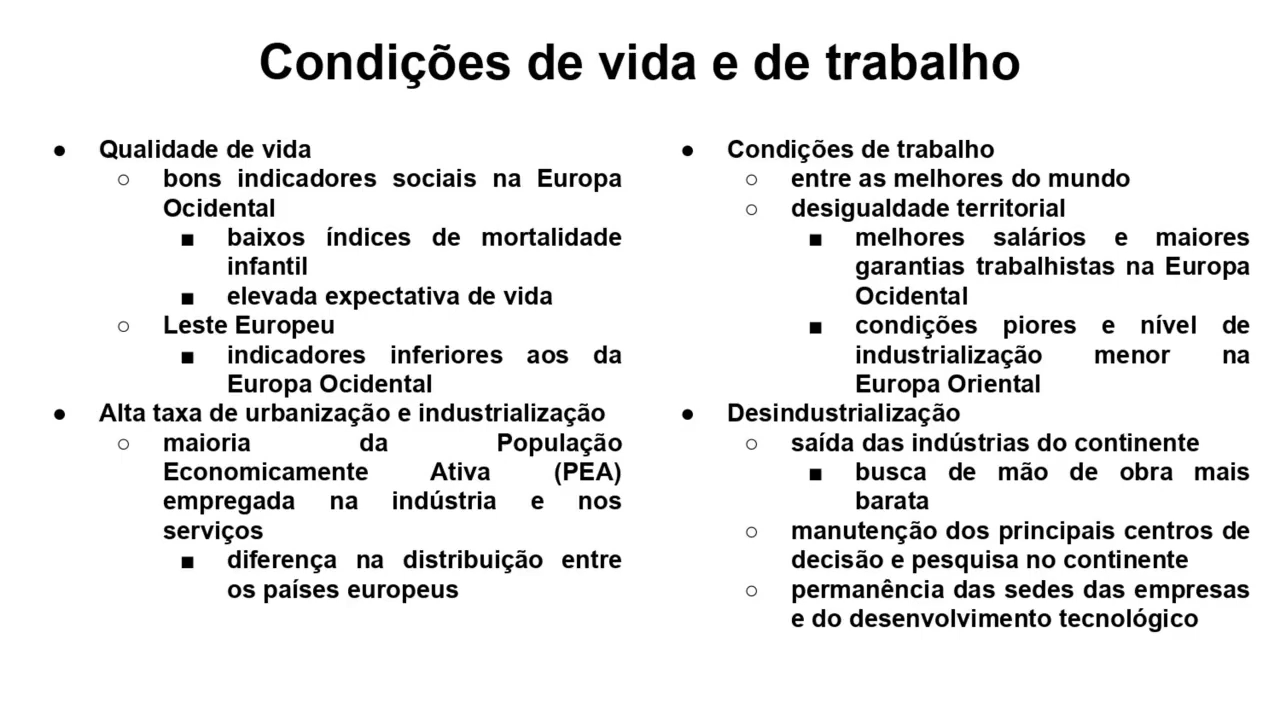 Condições de vida e de trabalho
● Qualidade de vida
○ bons indicadores sociais na Europa
Ocidental
■ baixos índices de mortalidade
infantil
■ elevada expectativa de vida
○ Leste Europeu
■ indicadores inferiores aos da
Europa Ocidental
● Alta taxa de urbanização e industrialização
○ maioria da População
Economicamente Ativa (PEA)
empregada na indústria e nos
serviços
■ diferença na distribuição entre
os países europeus
● Condições de trabalho
○ entre as melhores do mundo
○ desigualdade territorial
■ melhores salários e maiores
garantias trabalhistas na Europa
Ocidental
■ condições piores e nível de
industrialização menor na
Europa Oriental
● Desindustrialização
○ saída das indústrias do continente
■ busca de mão de obra mais
barata
○ manutenção dos principais centros de
decisão e pesquisa no continente
○ permanência das sedes das empresas
e do desenvolvimento tecnológico